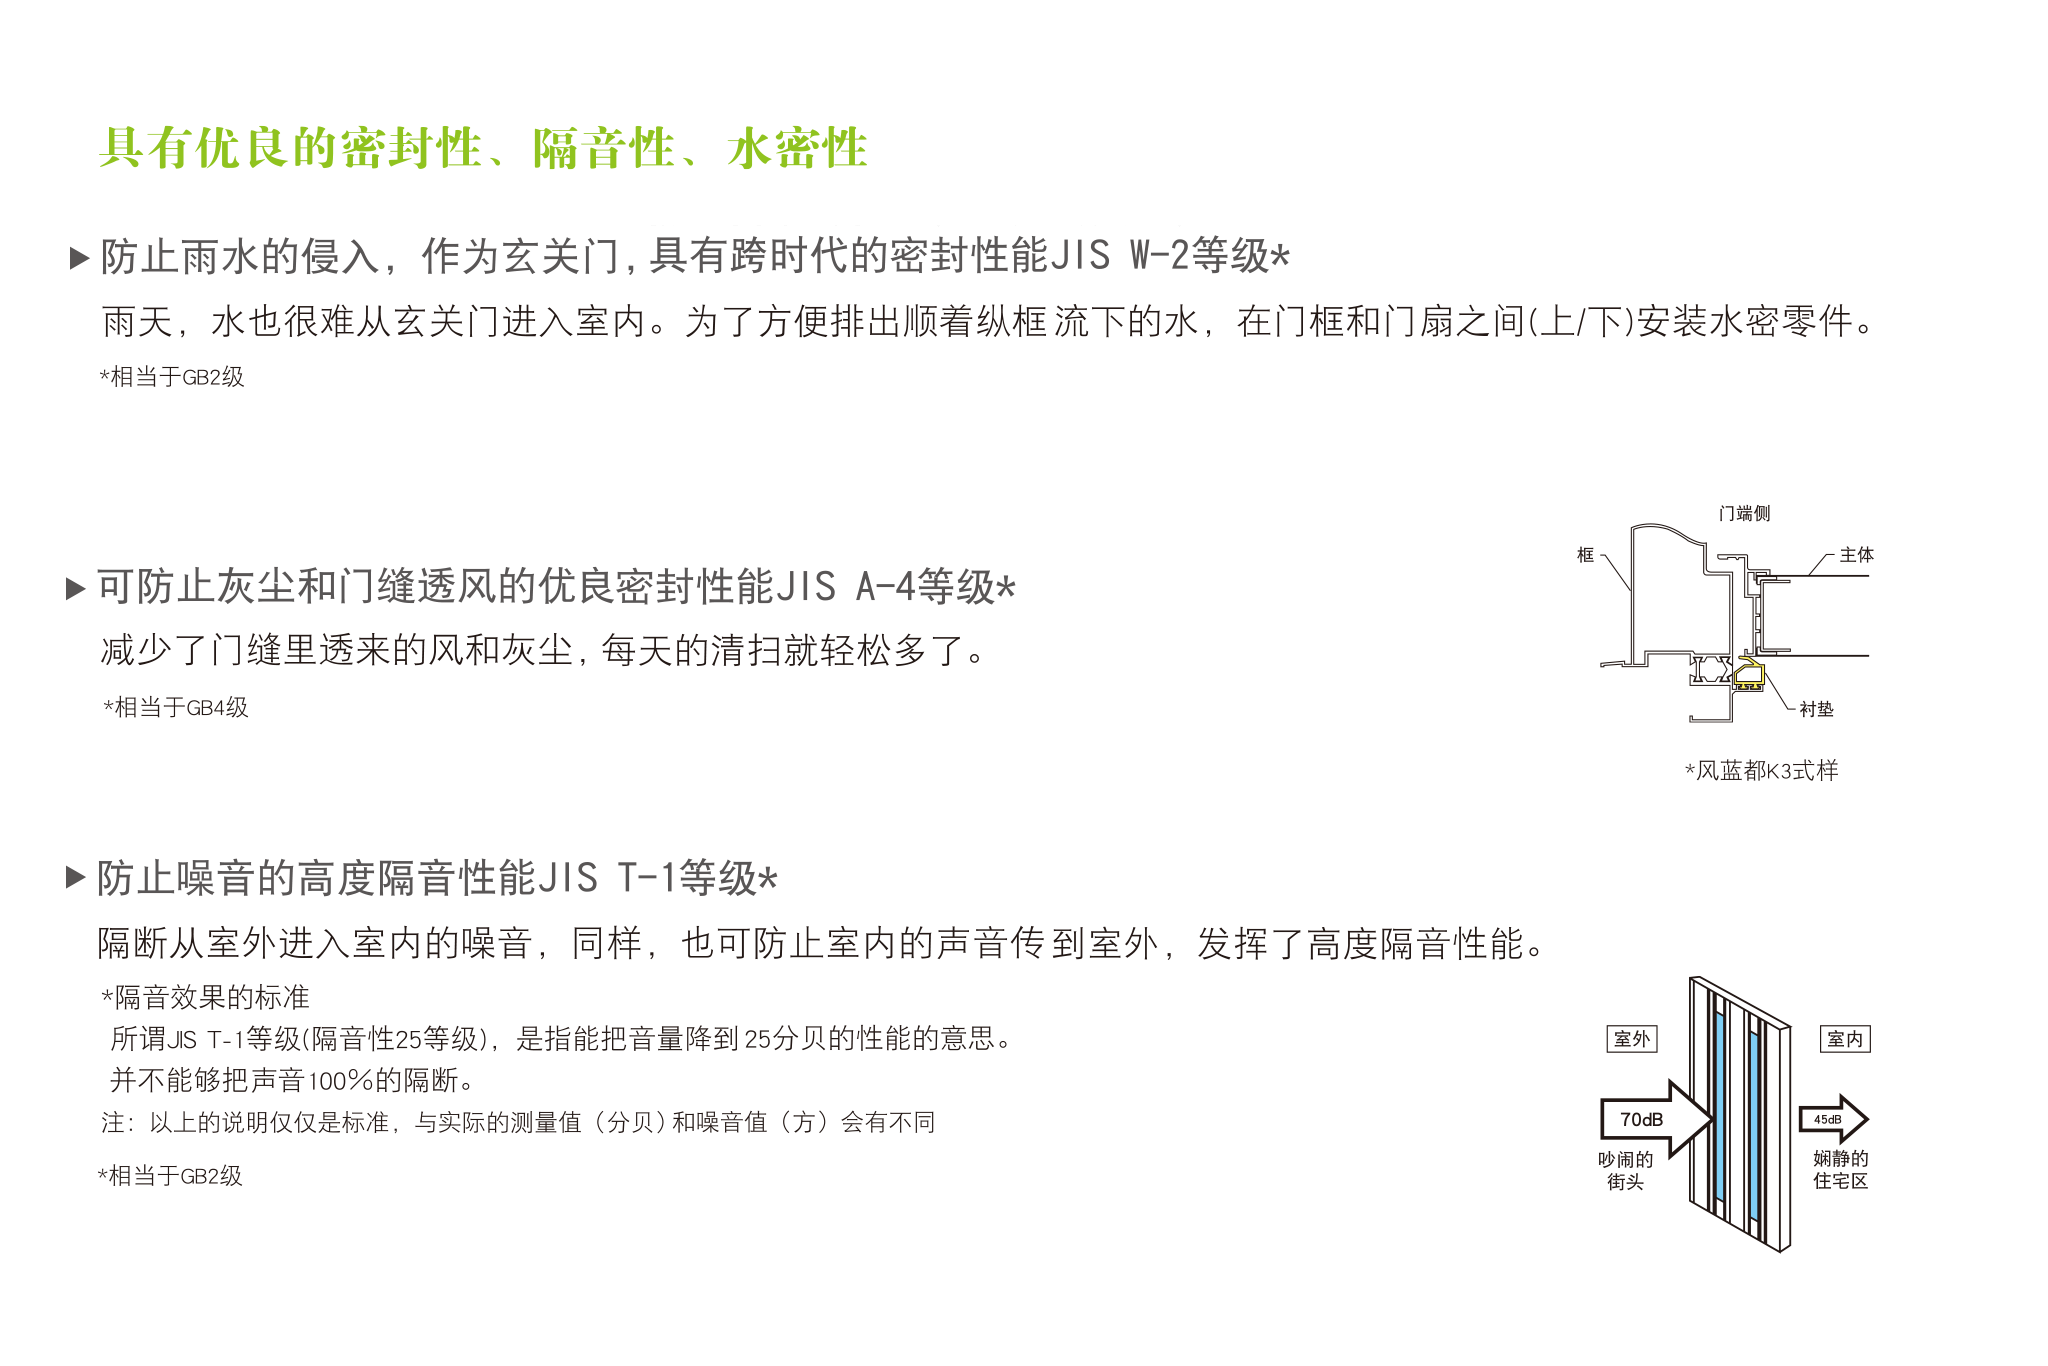 具有优良的密封性、隔音性、水密性
▶防止雨水的侵入，作为玄关门，具有跨时代的密封性能JIS W-2等级*
雨天，水也很难从玄关门进入室内。为了方便排出顺着纵框流下的水，在门框和门扇之间(上/下)安装水密零件。
*相当于GB2级
门端侧
框
主体
▶可防止灰尘和门缝透风的优良密封性能JIS A-4等级*
减少了门缝里透来的风和灰尘，每天的清扫就轻松多了。
*相当于GB4级
衬垫
*风蓝都K3式样
▶防止噪音的高度隔音性能JIS T-1等级*
隔断从室外进入室内的噪音，同样，也可防止室内的声音传到室外，发挥了高度隔音性能。
*隔音效果的标准
所谓JIS T-1等级(隔音性25等级)，是指能把音量降到25分贝的性能的意思。
并不能够把声音100%的隔断。
注：以上的说明仅仅是标准，与实际的测量值（分贝）和噪音值（方）会有不同
*相当于GB2级
室外
室内
70dB
45dB
吵闹的
街头
娴静的
住宅区